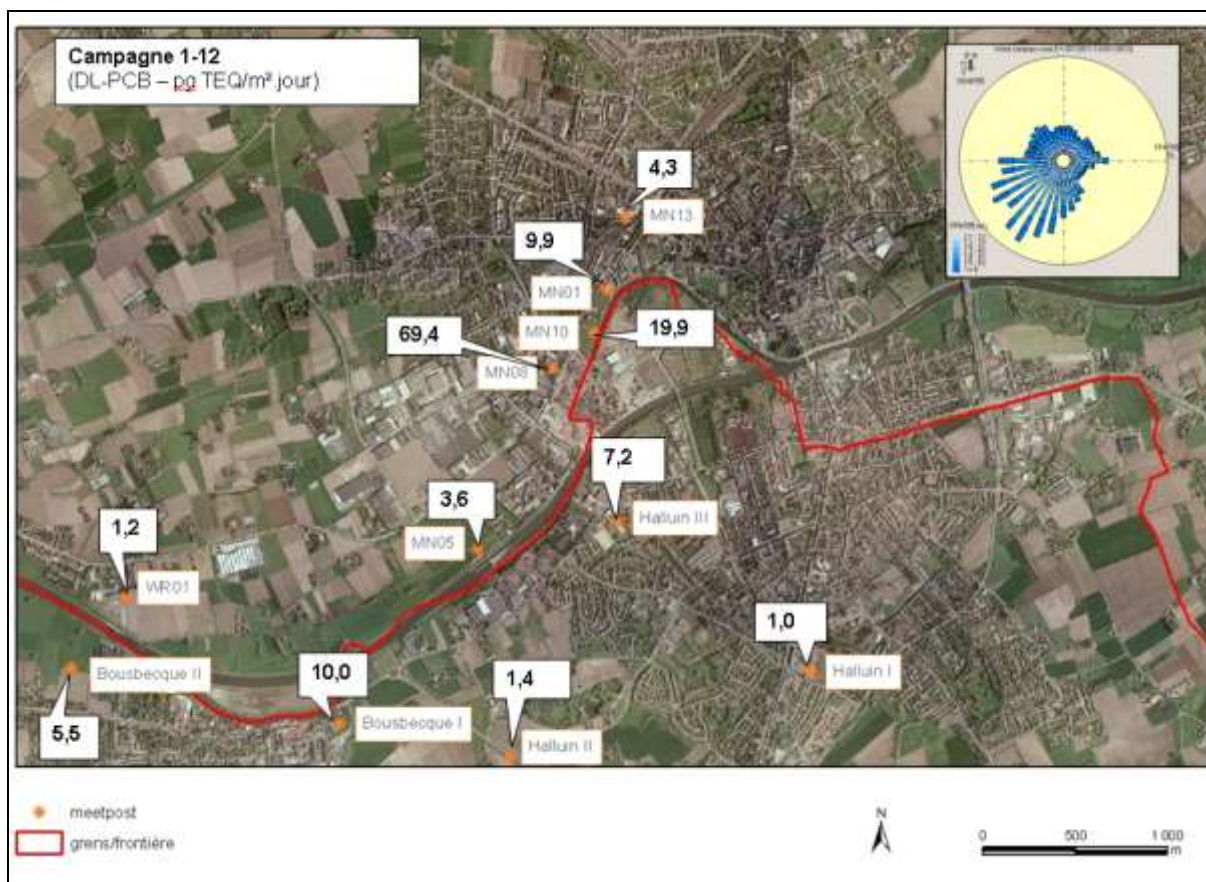 Campagne 1-12
(DL-PCB – pg TEQ/m² jour)
4,3
MN13
9,9
MN01
MN10
19,9
69,4
MN08
7,2
Halluin III
3,6
MN05
1,2
WR01
1,0
Halluin I
Bousbecque II
5,5
10,0
Bousbecque I
1,4
Halluin II
meetpost
grens/frontière
N
0 500 1 000
m